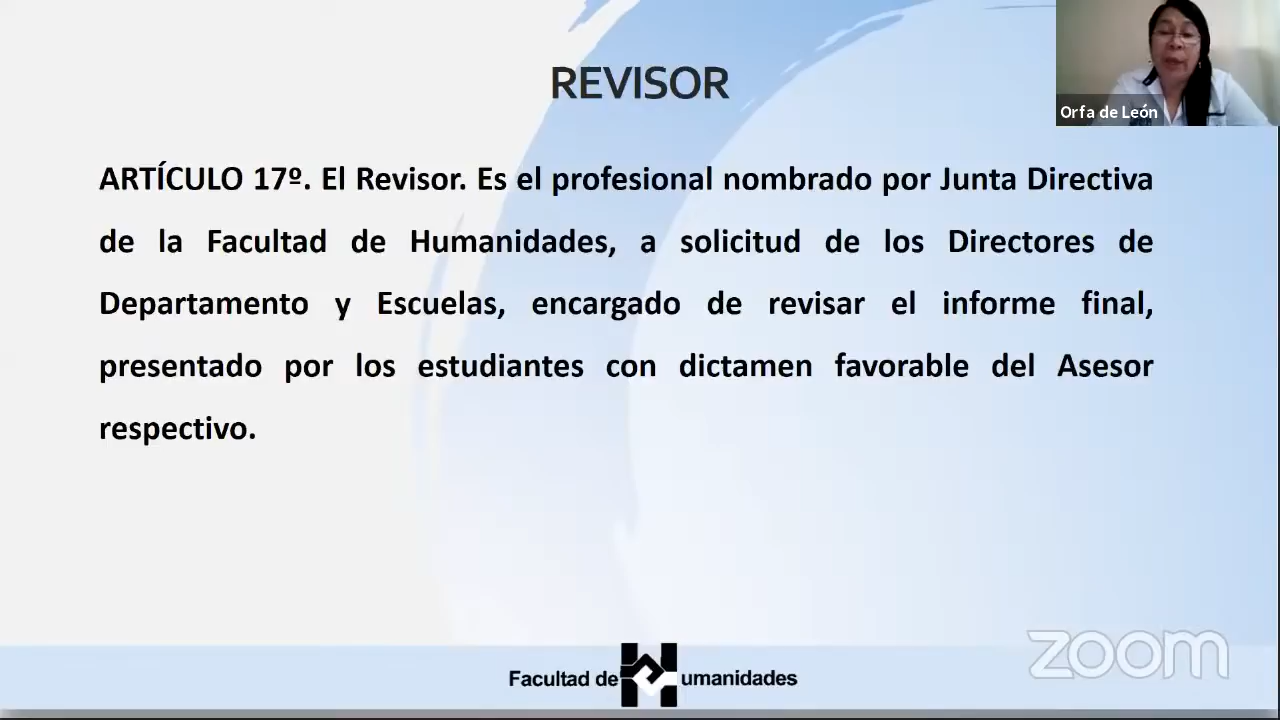 REVISOR
Orfa de León
ARTÍCULO 17º. El Revisor. Es el profesional nombrado por Junta Directiva
de la Facultad de Humanidades, a solicitud de los Directores de
Departamento y Escuelas, encargado de revisar el informe final,
presentado por los estudiantes con dictamen favorable del Asesor
respectivo.
zoom
Facultad de Humanidades